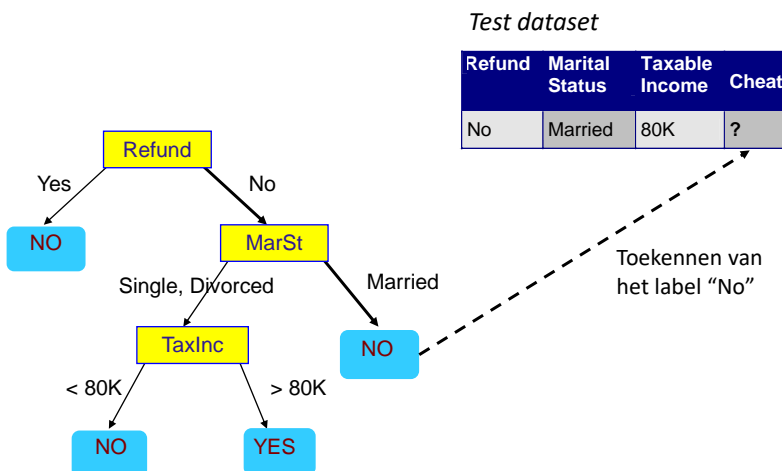 Test dataset
Refund Marital Status Taxable Income Cheat
No Married 80K ?
Refund
Yes No
NO MarSt
Single, Divorced Married
TaxInc NO
< 80K > 80K
NO YES
Toekennen van
het label “No”